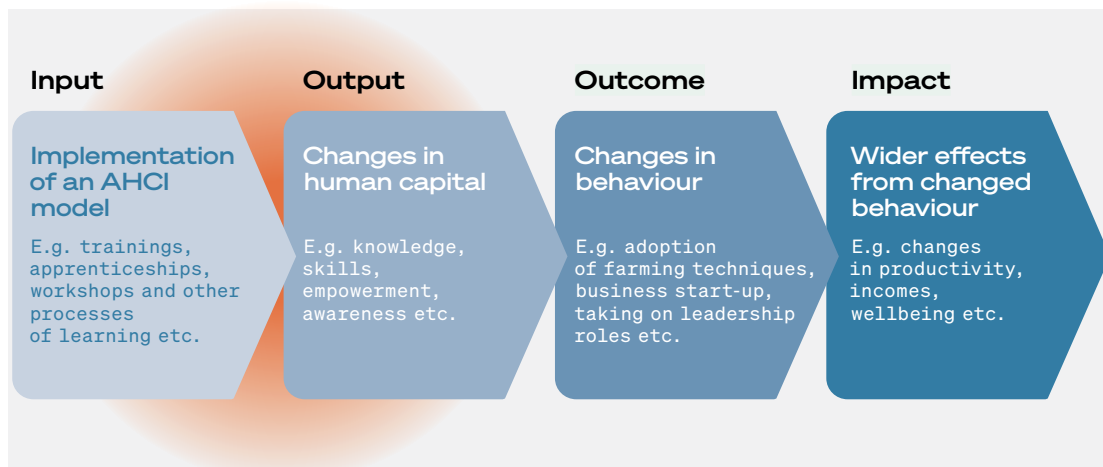 Input
Implementation
of an AHCI
model
E.g. trainings,
apprenticeships,
workshops and other
processes
of learning etc.
Output
Changes in
human capital
E.g. knowledge,
skills,
empowerment,
awareness etc.
Outcome
Changes in
behaviour
E.g. adoption
of farming techniques,
business start-up,
taking on leadership
roles etc.
Impact
Wider effects
from changed
behaviour
E.g. changes
in productivity,
incomes,
wellbeing etc.